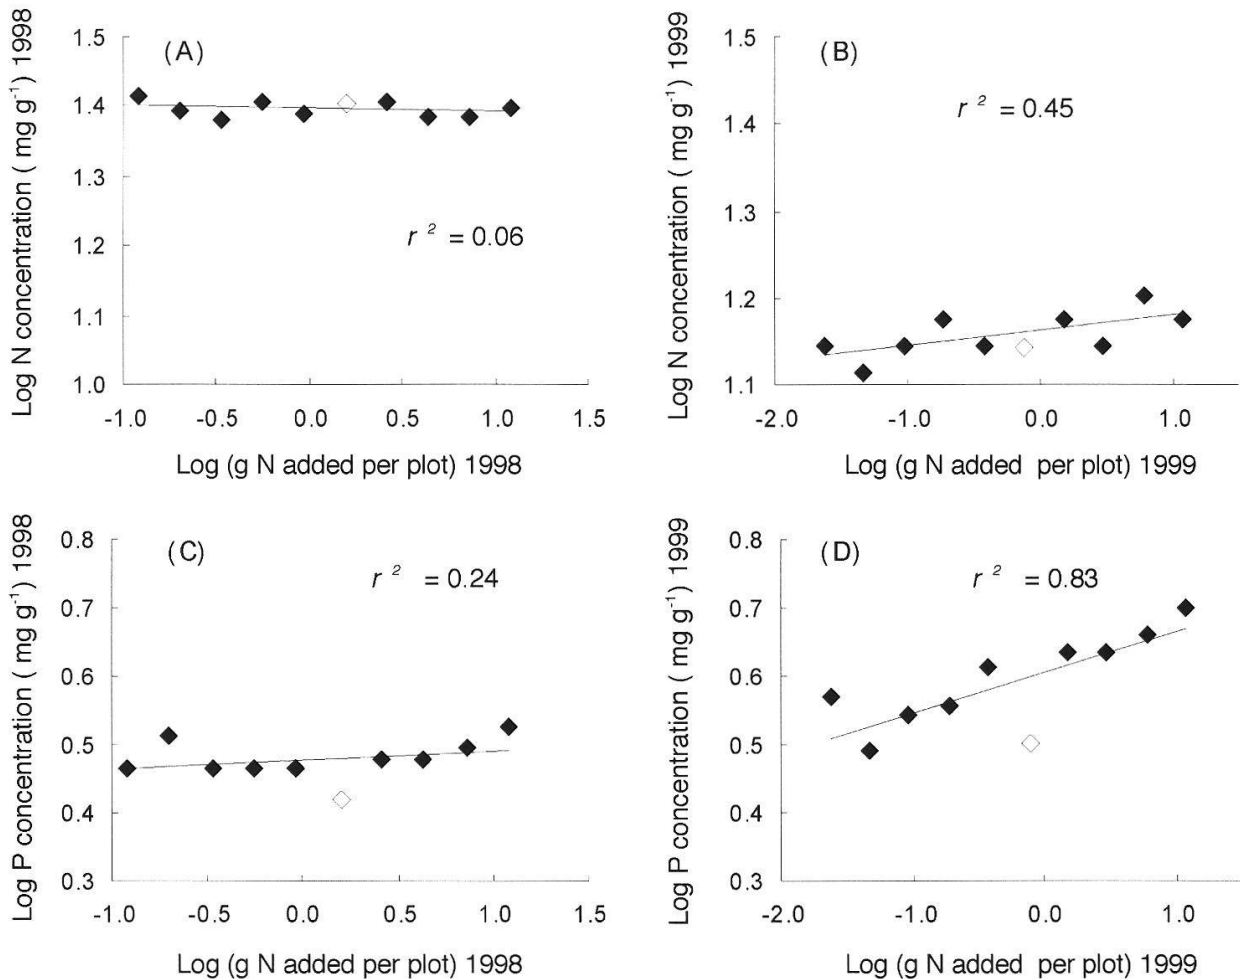 Log N concentration ( mg g-1) 1998
1.5
1.4
1.3
1.2
1.1
1.0
(A)
r 2 = 0.06
-1.0 -0.5 0.0 0.5 1.0 1.5
Log (g N added per plot) 1998
Log N concentration ( mg g-1) 1999
1.5
1.4
1.3
1.2
1.1
(B)
r 2 = 0.45
-2.0 -1.0 0.0 1.0
Log (g N added per plot) 1999
Log P concentration ( mg g-1) 1998
0.8
0.7
0.6
0.5
0.4
0.3
(C)
r 2 = 0.24
-1.0 -0.5 0.0 0.5 1.0 1.5
Log (g N added per plot) 1998
Log P concentration ( mg g-1) 1999
0.8
0.7
0.6
0.5
0.4
0.3
(D)
r 2 = 0.83
-2.0 -1.0 0.0 1.0
Log (g N added per plot) 1999